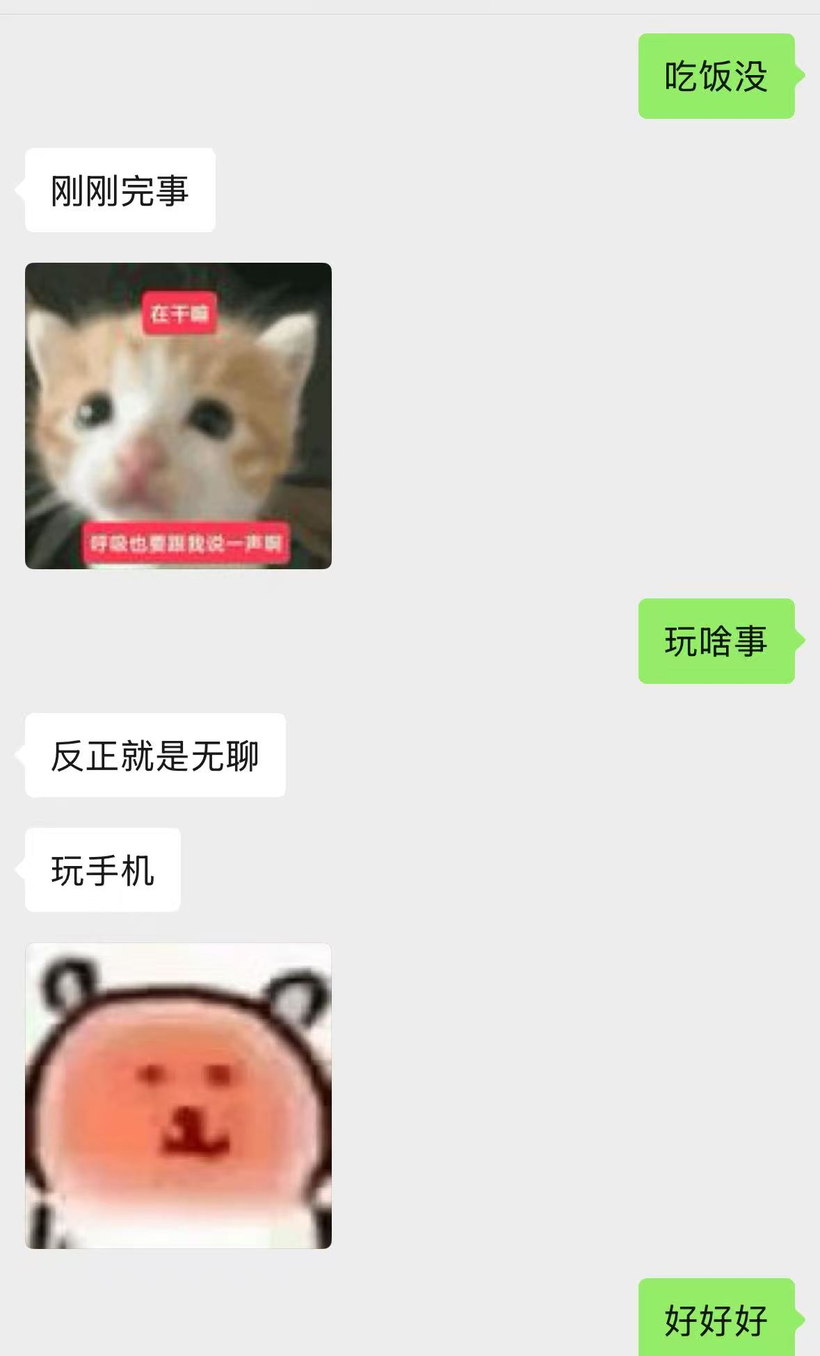 吃饭没
刚刚完事
在干嘛
呼吸也要跟我说一声啊
玩啥事
反正就是无聊
玩手机
好好好